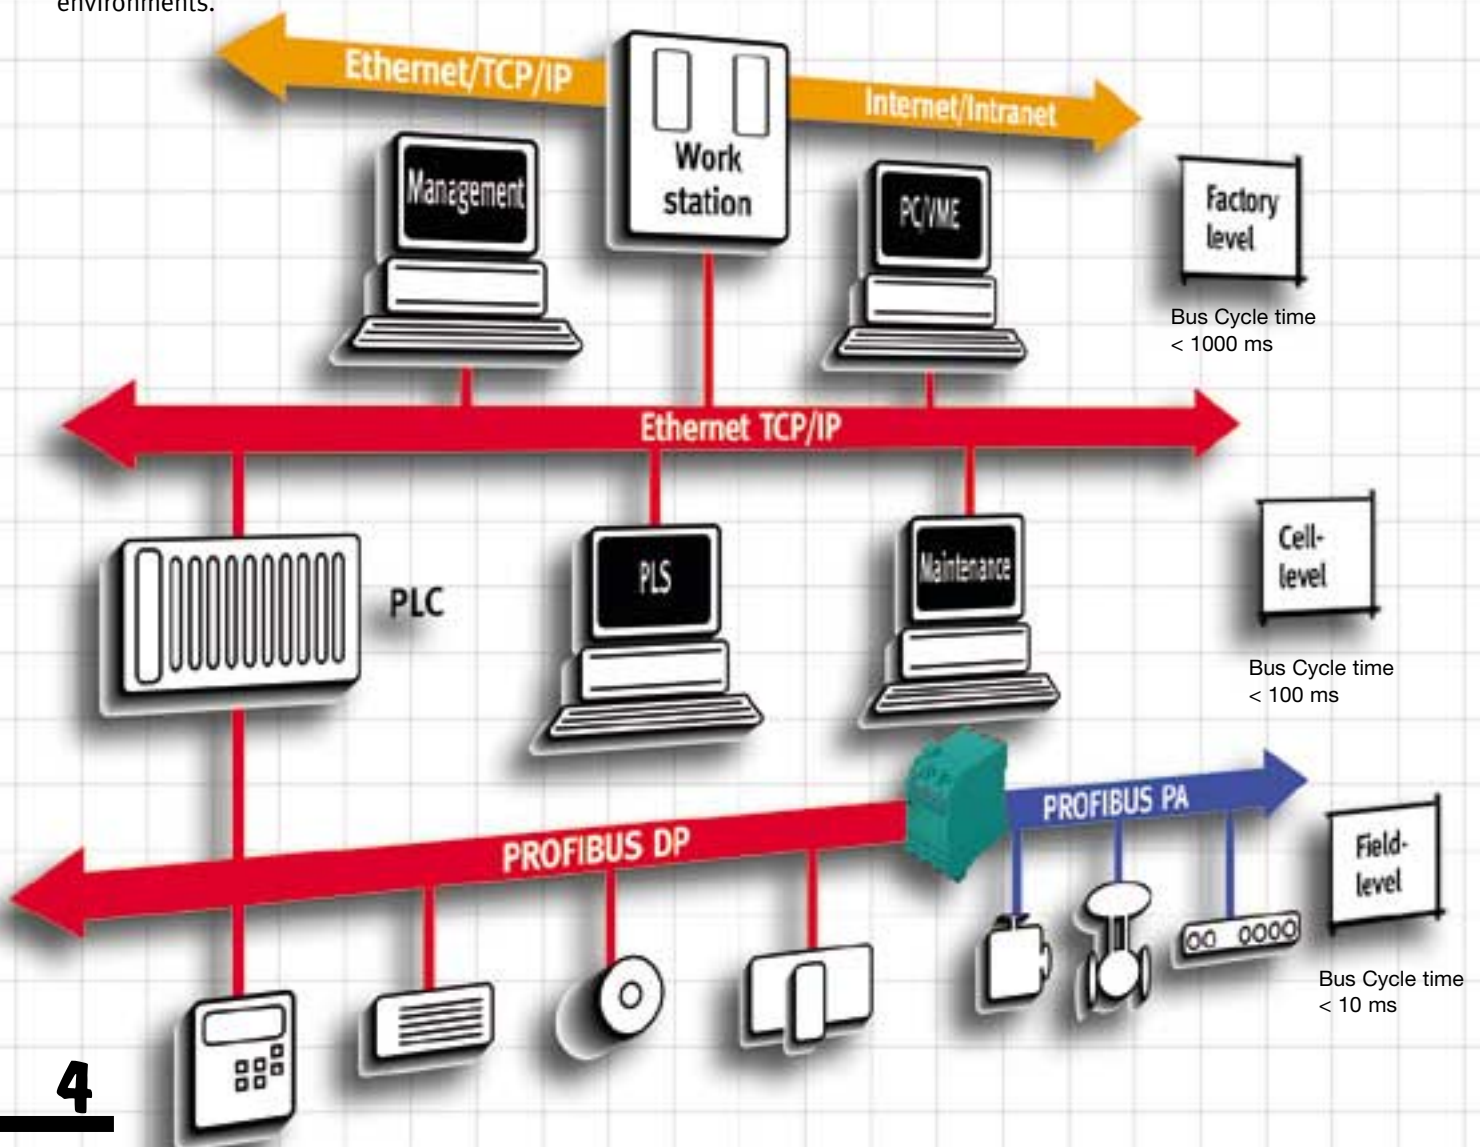 environments.
Ethernet/TCP/IP
Internet/Intranet
Work
station
Management
PC/VME
Factory
level
Bus Cycle time
< 1000 ms
Ethernet TCP/IP
PLC
PLS
Maintenance
Cell-
level
Bus Cycle time
< 100 ms
PROFIBUS DP
PROFIBUS PA
Field-
level
Bus Cycle time
< 10 ms
4